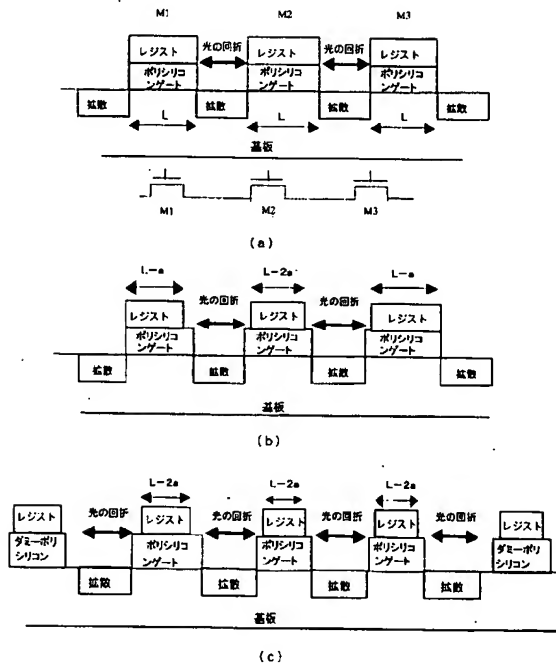 M1 M2 M3
レジスト 光の回折 レジスト 光の回折 レジスト
ポリシリコ
ンゲート
ポリシリコ
ンゲート
ポリシリコ
ンゲート
拡散 拡散 拡散 拡散
L L L
基板
M1 M2 M3
(a)
L-a L-2a L-a
光の回折 光の回折
レジスト レジスト レジスト
ポリシリコ
ンゲート
ポリシリコ
ンゲート
ポリシリコ
ンゲート
拡散 拡散 拡散 拡散
基板
(b)
L-2a L-2a L-2a
光の回折 光の回折 光の回折 光の回折
レジスト レジスト レジスト レジスト レジスト
ダミーポリ
シリコン
ポリシリコ
ンゲート
ポリシリコ
ンゲート
ポリシリコ
ンゲート
ダミーポリ
シリコン
拡散 拡散 拡散 拡散
基板
(c)